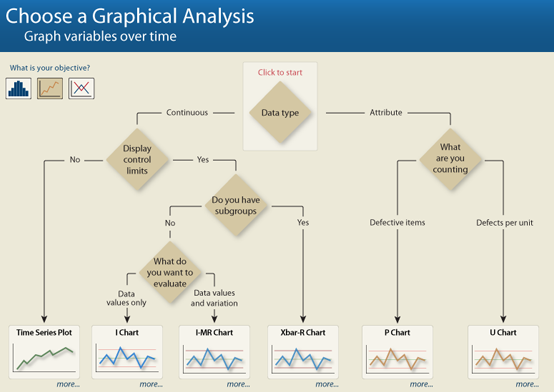 Choose a Graphical Analysis
Graph variables over time
What is your objective?
Click to start
Data type
Continuous
Attribute
Display
control
limits
What
are you
counting
No
Yes
Do you have
subgroups
No
Yes
Defective items
Defects per unit
What do
you want to
evaluate
Data
values only
Data values
and variation
Time Series Plot
I Chart
I-MR Chart
Xbar-R Chart
P Chart
U Chart
more...
more...
more...
more...
more...
more...